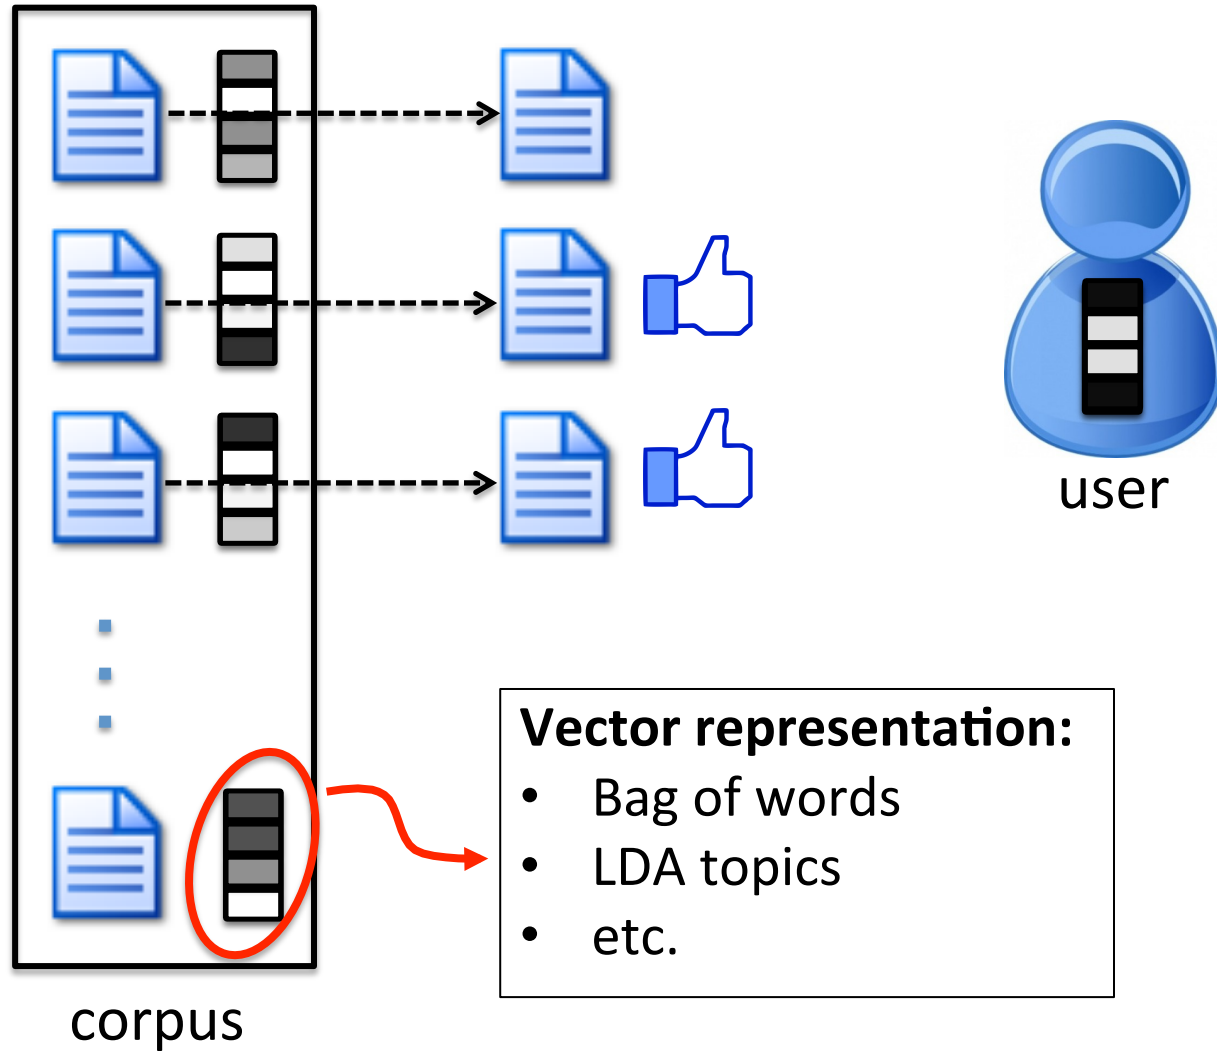 user
Vector representation:
• Bag of words
• LDA topics
• etc.
corpus